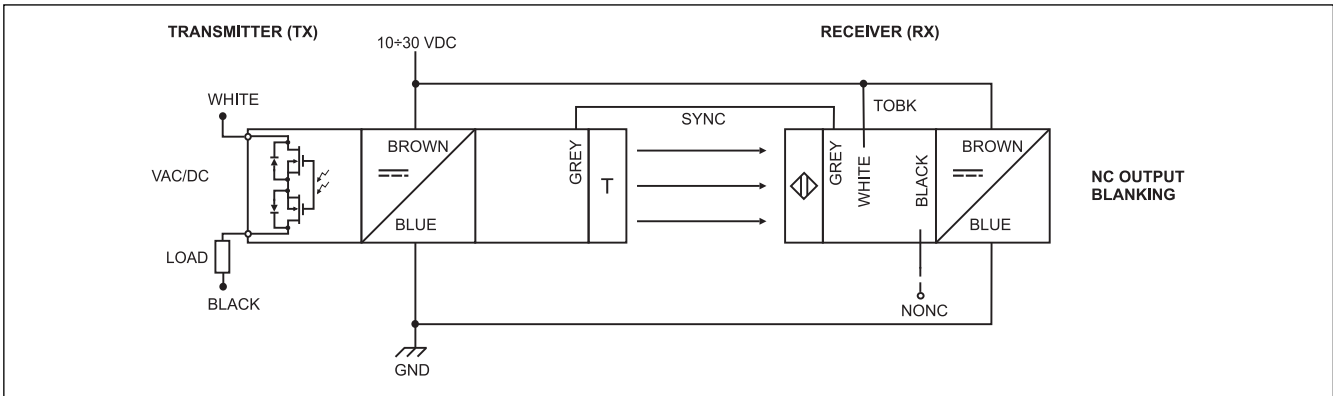 TRANSMITTER (TX)
RECEIVER (RX)
10÷30 VDC
WHITE
SYNC
TOBK
VAC/DC
BROWN
BLUE
GREY
T
GREY
WHITE
BLACK
BROWN
BLUE
NC OUTPUT
BLANKING
LOAD
BLACK
NONC
GND